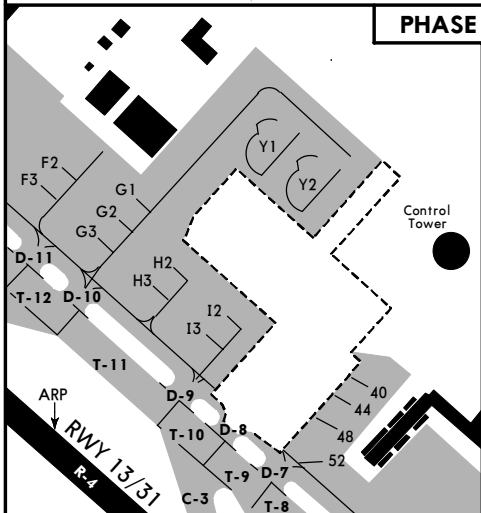 PHASE
Y1
Y2
F2
F3
G1
G2
G3
Control
Tower
H2
H3
D-11
D-10
T-12
I2
I3
T-11
D-9
40
44
48
52
ARP
RWY 13/31
R-4
T-10
D-8
T-9
D-7
C-3
T-8